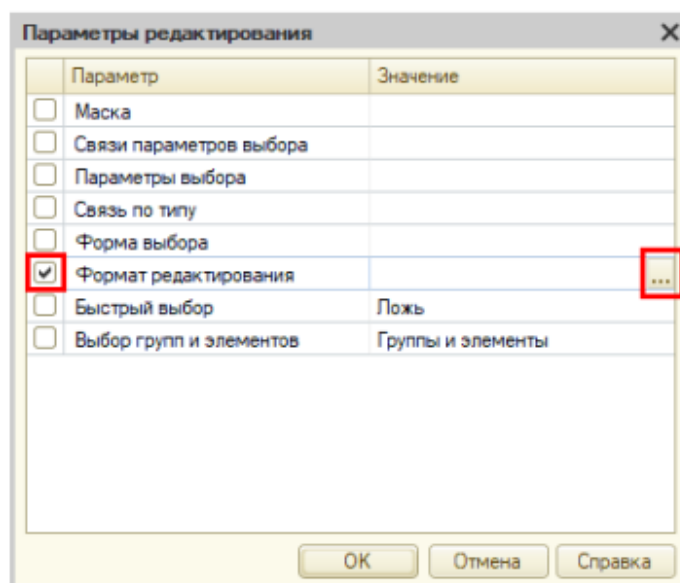 Параметры редактирования
Параметр Значение
Маска
Связи параметров выбора
Параметры выбора
Связь по типу
Форма выбора
Формат редактирования ...
Быстрый выбор Ложь
Выбор групп и элементов Группы и элементы
ОК Отмена Справка